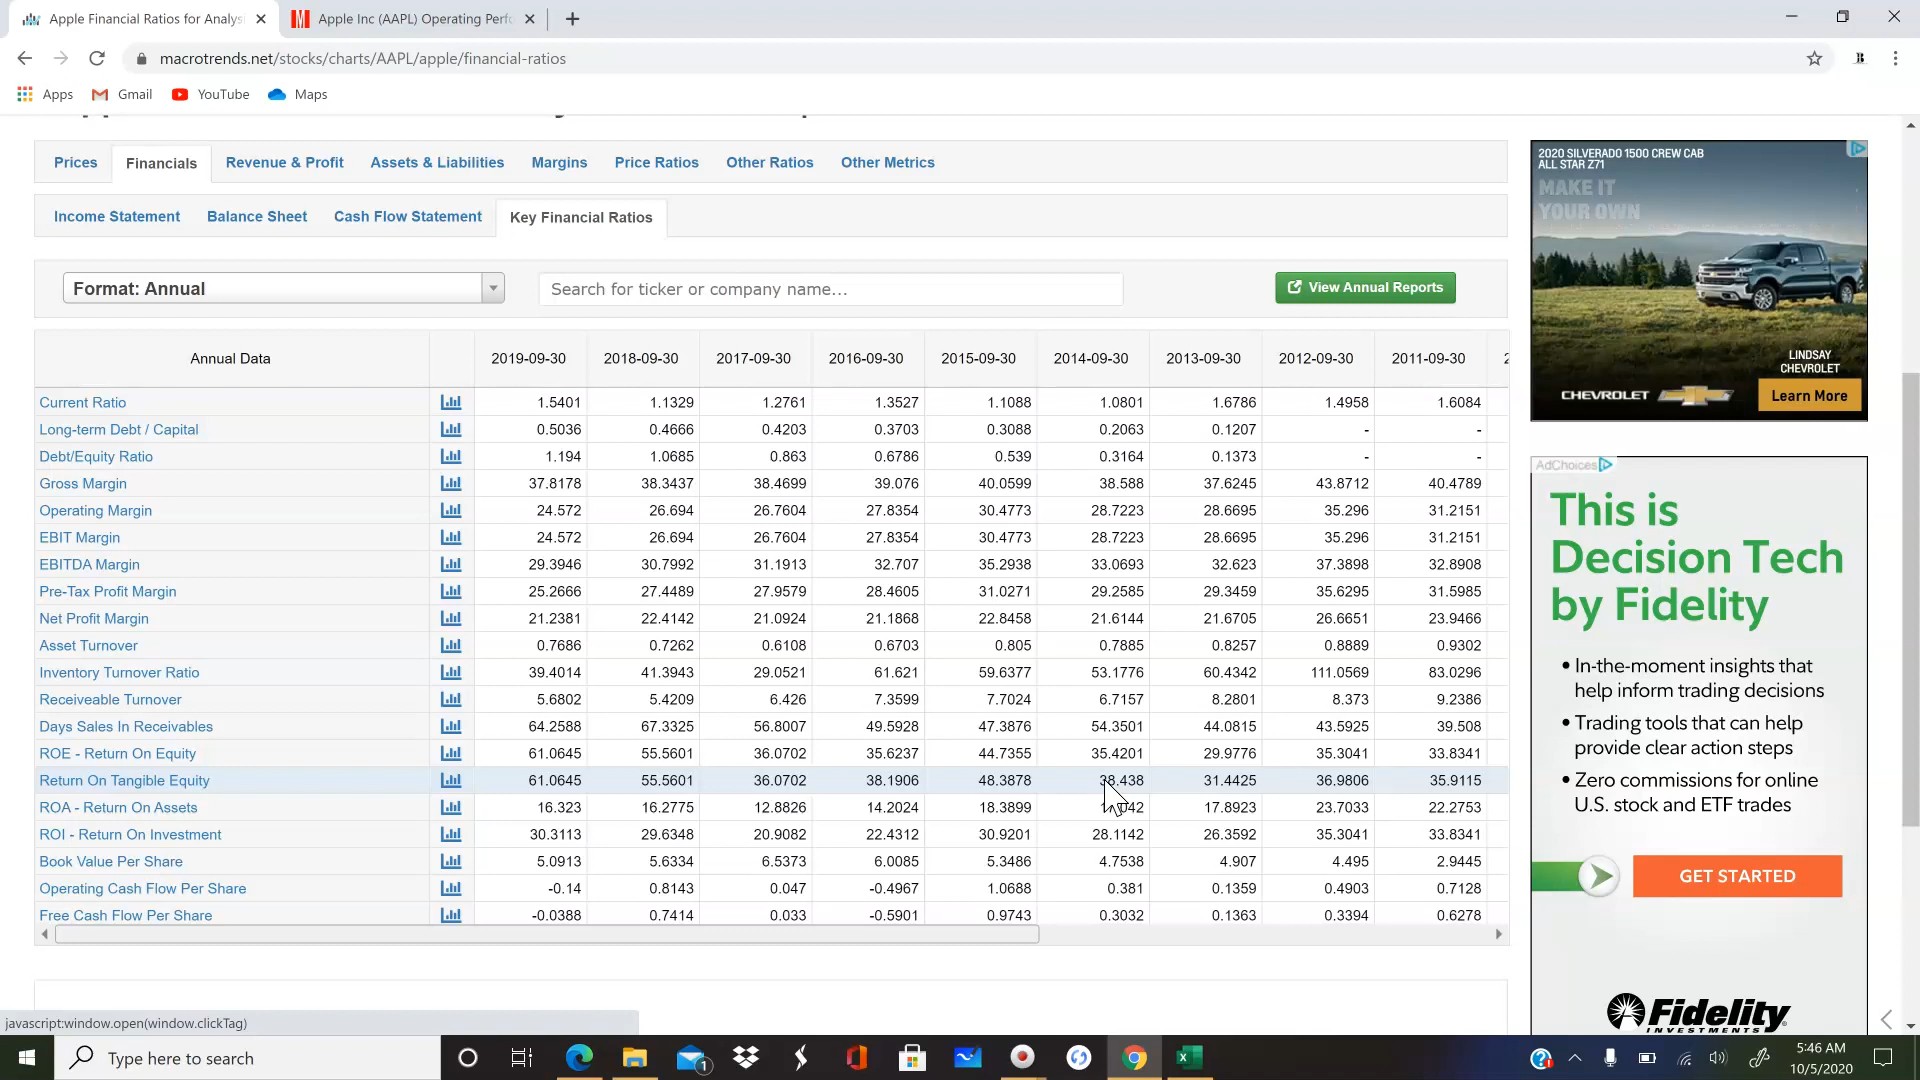 Apple Financial Ratios for Analys
Apple Inc (AAPL) Operating Perf
macrotrends.net/stocks/charts/AAPL/apple/financial-ratios
Apps Gmail YouTube Maps
Prices Financials Revenue & Profit Assets & Liabilities Margins Price Ratios Other Ratios Other Metrics
Income Statement Balance Sheet Cash Flow Statement Key Financial Ratios
Format: Annual Search for ticker or company name... View Annual Reports
Annual Data 2019-09-30 2018-09-30 2017-09-30 2016-09-30 2015-09-30 2014-09-30 2013-09-30 2012-09-30 2011-09-30 2
Current Ratio 1.5401 1.1329 1.2761 1.3527 1.1088 1.0801 1.6786 1.4958 1.6084
Long-term Debt / Capital 0.5036 0.4666 0.4203 0.3703 0.3088 0.2063 0.1207 - -
Debt/Equity Ratio 1.194 1.0685 0.863 0.6786 0.539 0.3164 0.1373 - -
Gross Margin 37.8178 38.3437 38.4699 39.076 40.0599 38.588 37.6245 43.8712 40.4789
Operating Margin 24.572 26.694 26.7604 27.8354 30.4773 28.7223 28.6695 35.296 31.2151
EBIT Margin 24.572 26.694 26.7604 27.8354 30.4773 28.7223 28.6695 35.296 31.2151
EBITDA Margin 29.3946 30.7992 31.1913 32.707 35.2938 33.0693 32.623 37.3898 32.8908
Pre-Tax Profit Margin 25.2666 27.4489 27.9579 28.4605 31.0271 29.2585 29.3459 35.6295 31.5985
Net Profit Margin 21.2381 22.4142 21.0924 21.1868 22.8458 21.6144 21.6705 26.6651 23.9466
Asset Turnover 0.7686 0.7262 0.6108 0.6703 0.805 0.7885 0.8257 0.8889 0.9302
Inventory Turnover Ratio 39.4014 41.3943 29.0521 61.621 59.6377 53.1776 60.4342 111.0569 83.0296
Receiveable Turnover 5.6802 5.4209 6.426 7.3599 7.7024 6.7157 8.2801 8.373 9.2386
Days Sales In Receivables 64.2588 67.3325 56.8007 49.5928 47.3876 54.3501 44.0815 43.5925 39.508
ROE - Return On Equity 61.0645 55.5601 36.0702 35.6237 44.7355 35.4201 29.9776 35.3041 33.8341
Return On Tangible Equity 61.0645 55.5601 36.0702 38.1906 48.3878 38.438 31.4425 36.9806 35.9115
ROA - Return On Assets 16.323 16.2775 12.8826 14.2024 18.3899 17.8923 23.7033 22.2753
ROI - Return On Investment 30.3113 29.6348 20.9082 22.4312 30.9201 28.1142 26.3592 35.3041 33.8341
Book Value Per Share 5.0913 5.6334 6.5373 6.0085 5.3486 4.7538 4.907 4.495 2.9445
Operating Cash Flow Per Share -0.14 0.8143 0.047 -0.4967 1.0688 0.381 0.1359 0.4903 0.7128
Free Cash Flow Per Share -0.0388 0.7414 0.033 -0.5901 0.9743 0.3032 0.1363 0.3394 0.6278
2020 SILVERADO 1500 CREW CAB
ALL STAR Z71
MAKE IT
YOUR OWN
LINDSAY
CHEVROLET
CHEVROLET Learn More
AdChoices
This is
Decision Tech
by Fidelity
• In-the-moment insights that
help inform trading decisions
• Trading tools that can help
provide clear action steps
• Zero commissions for online
U.S. stock and ETF trades
GET STARTED
Fidelity
INVESTMENTS
javascript:window.open(window.clickTag)
Type here to search
1
5:46 AM
10/5/2020